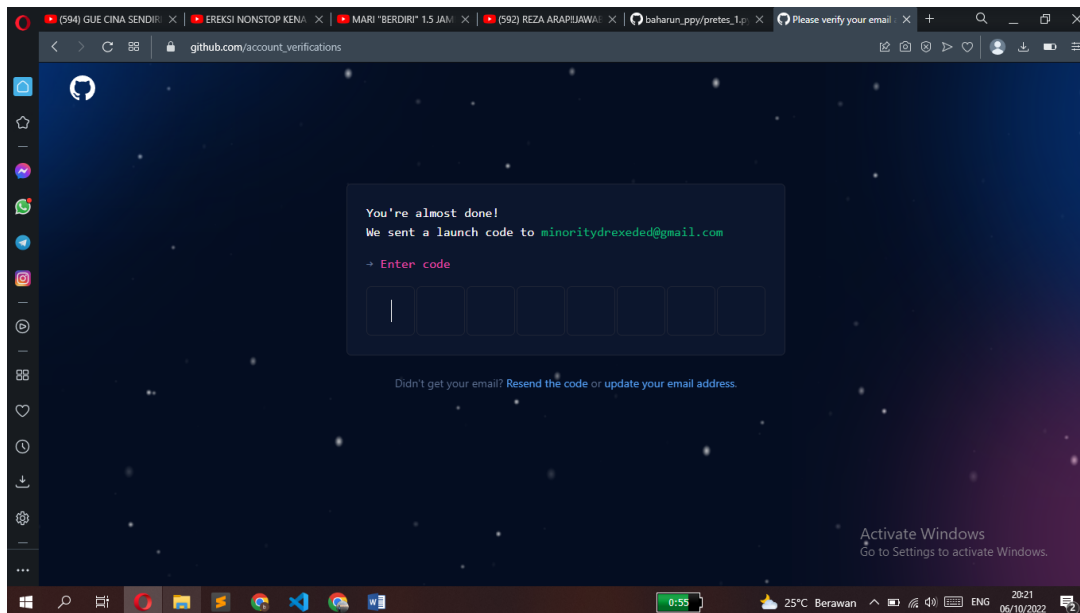 (594) GUE CINA SENDIRI
EREKSI NONSTOP KENA
MARI "BERDIRI" 1.5 JAM
(592) REZA ARAP‼JAWAB
baharun_ppy/pretes_1.py
Please verify your email
github.com/account_verifications
You're almost done!
We sent a launch code to minoritydrexeded@gmail.com
→ Enter code
Didn't get your email? Resend the code or update your email address.
Activate Windows
Go to Settings to activate Windows.
0:55
25°C Berawan
ENG
20:21
06/10/2022
2